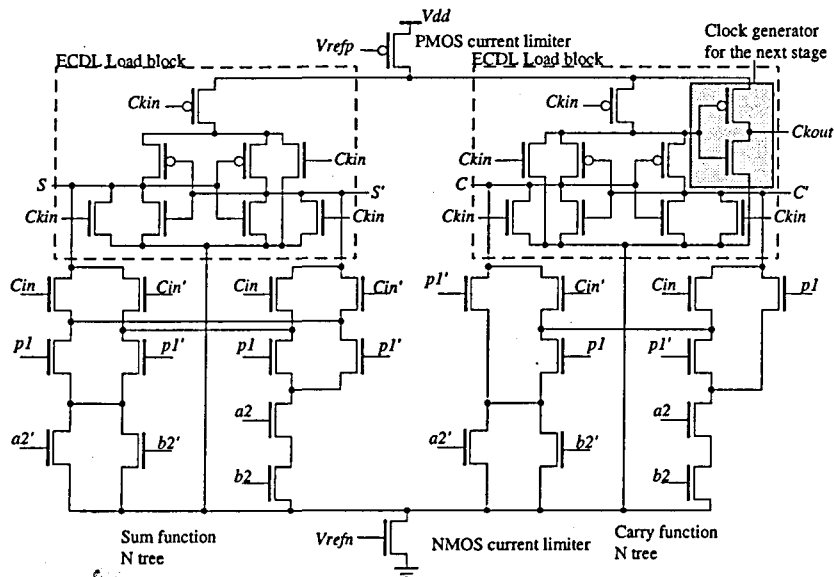 Vdd
Clock generator
for the next stage
Vrefp
PMOS current limiter
ECDL Load block
ECDL Load block
Ckin
Ckin
Ckout
Ckin
Ckin
S
S'
C
C'
Ckin
Ckin
Ckin
Ckin
Cin
Cin'
Cin
Cin'
p1'
Cin'
Cin
p1
p1
p1'
p1
p1'
p1
p1'
a2
a2
a2'
b2'
a2'
b2'
b2
b2
Sum function
N tree
Vrefn
NMOS current limiter
Carry function
N tree